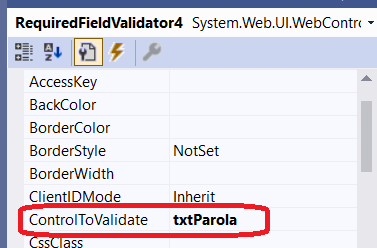 RequiredFieldValidator4 System.Web.UI.WebContro
AccessKey
BackColor
BorderColor
BorderStyle NotSet
BorderWidth
ClientIDMode Inherit
ControlToValidate txtParola
CssClass